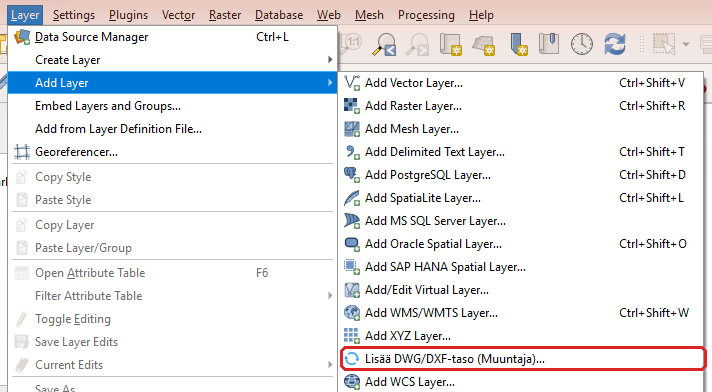 Layer Settings Plugins Vector Raster Database Web Mesh Processing Help
Data Source Manager Ctrl+L
Create Layer
Add Layer
Embed Layers and Groups...
Add from Layer Definition File...
Georeferencer...
Copy Style
Paste Style
Copy Layer
Paste Layer/Group
Open Attribute Table F6
Filter Attribute Table
Toggle Editing
Save Layer Edits
Current Edits
Save As
Add Vector Layer... Ctrl+Shift+V
Add Raster Layer... Ctrl+Shift+R
Add Mesh Layer...
Add Delimited Text Layer... Ctrl+Shift+T
Add PostgreSQL Layer... Ctrl+Shift+D
Add SpatiaLite Layer... Ctrl+Shift+L
Add MS SQL Server Layer...
Add Oracle Spatial Layer... Ctrl+Shift+O
Add SAP HANA Spatial Layer...
Add/Edit Virtual Layer...
Add WMS/WMTS Layer... Ctrl+Shift+W
Add XYZ Layer...
Lisää DWG/DXF-taso (Muuntaja)...
Add WCS Layer...
1:1